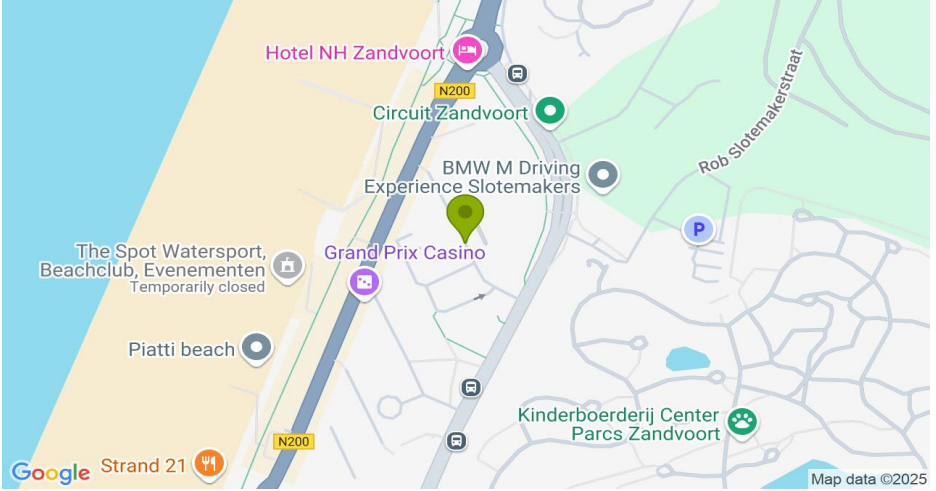 Hotel NH Zandvoort
N200
Circuit Zandvoort
Rob Slotemakerstraat
BMW M Driving
Experience Slotemakers
P
The Spot Watersport,
Beachclub, Evenementen
Temporarily closed
Grand Prix Casino
Piatti beach
Kinderboerderij Center
Parcs Zandvoort
N200
Strand 21
Google
Map data ©2025